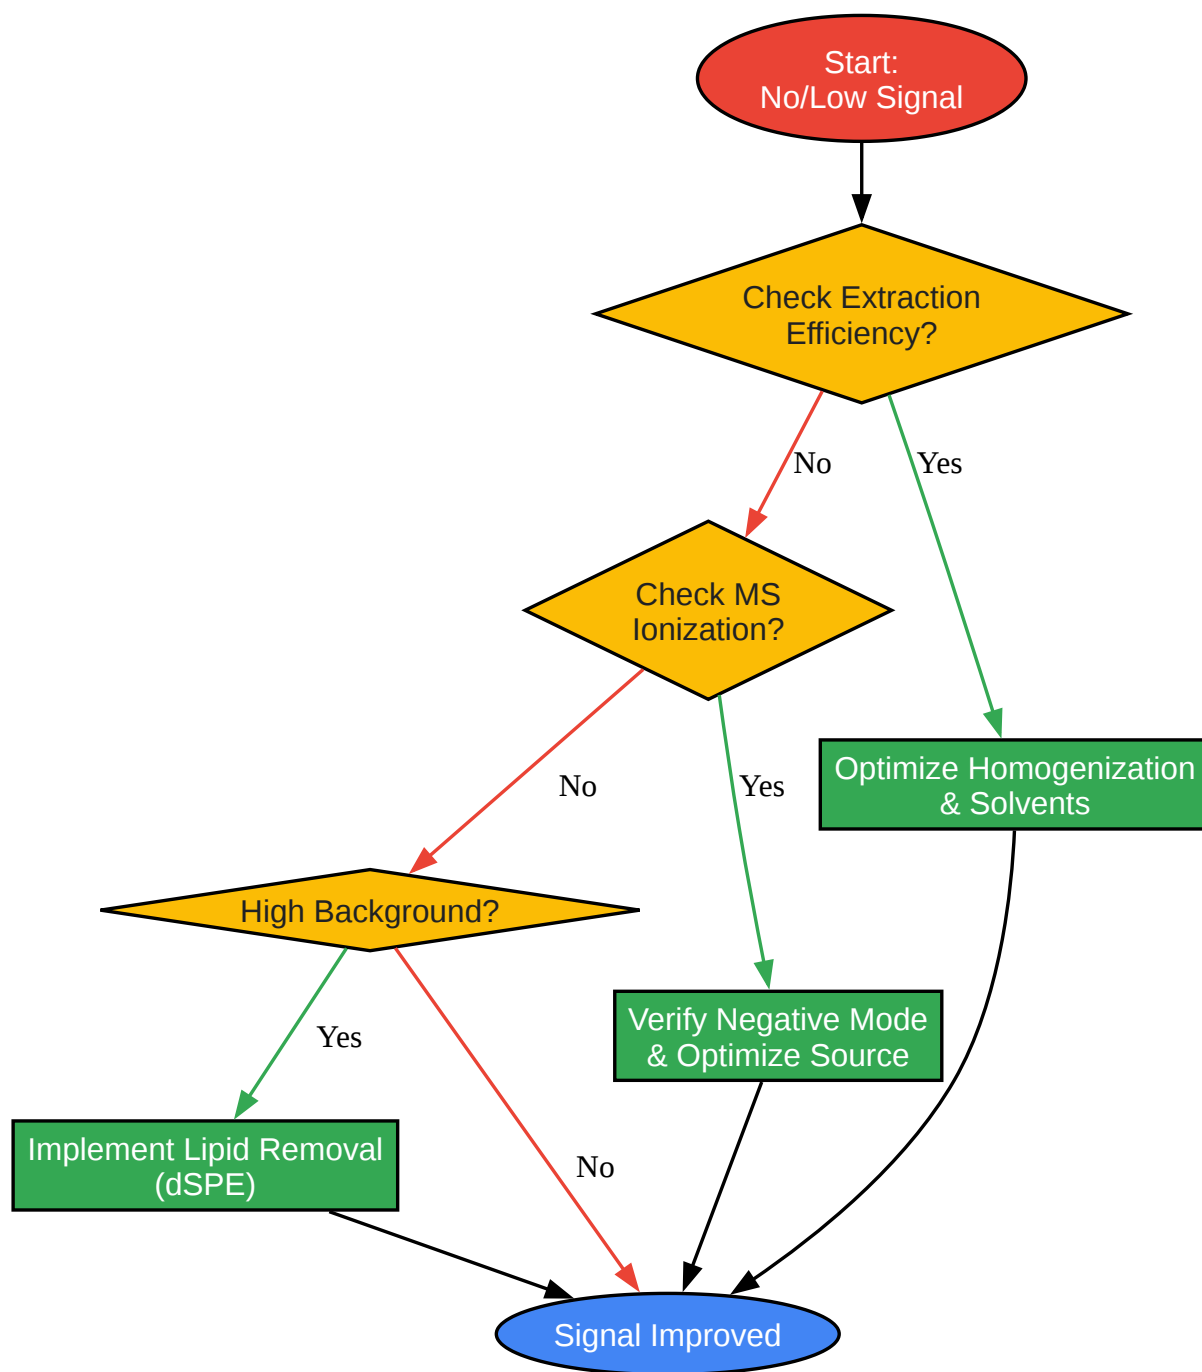 Start:
No/Low Signal
Check Extraction
Efficiency?
No
Yes
Check MS
Ionization?
Optimize Homogenization
& Solvents
No
Yes
High Background?
Verify Negative Mode
& Optimize Source
Yes
Implement Lipid Removal
(dSPE)
No
Signal Improved